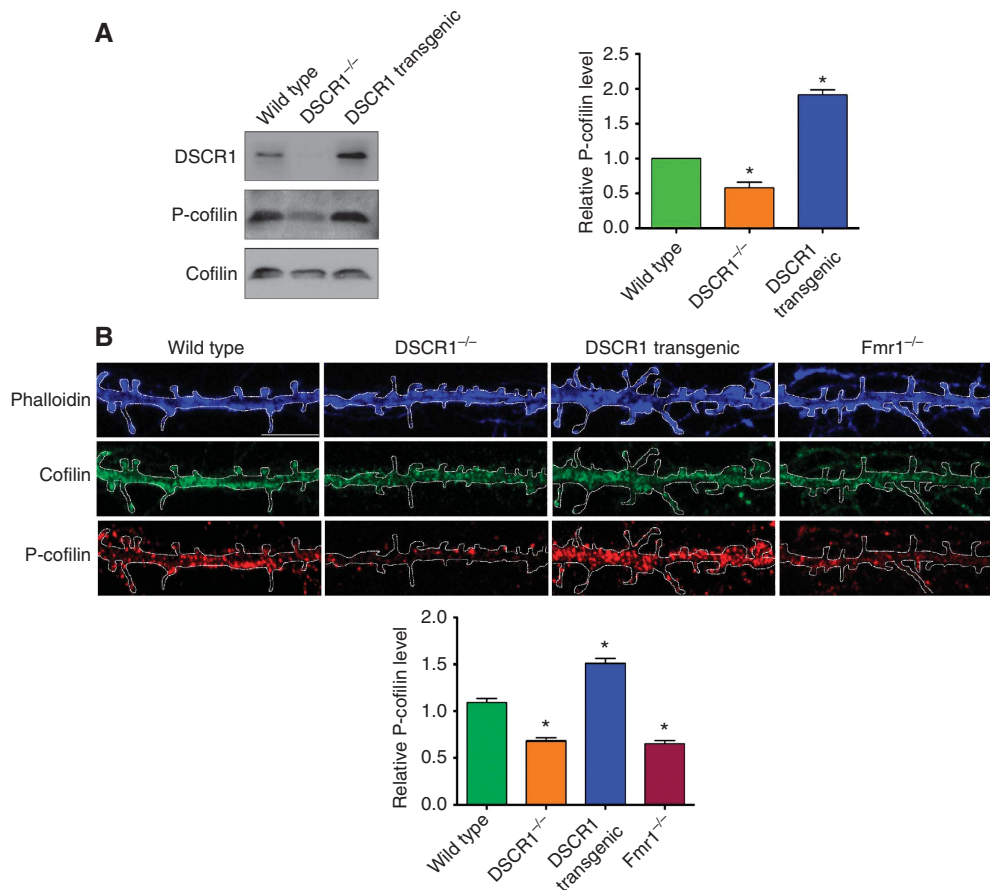 A
Wild type
DSCR1–/–
DSCR1 transgenic
DSCR1
P-cofilin
Cofilin
Relative P-cofilin level
2.5
2.0
1.5
1.0
0.5
0.0
*
*
Wild type
DSCR1–/–
DSCR1
transgenic
B
Wild type
DSCR1–/–
DSCR1 transgenic
Fmr1–/–
Phalloidin
Cofilin
P-cofilin
Relative P-cofilin level
2.0
1.5
1.0
0.5
0.0
*
*
*
Wild type
DSCR1–/–
DSCR1
transgenic
Fmr1–/–